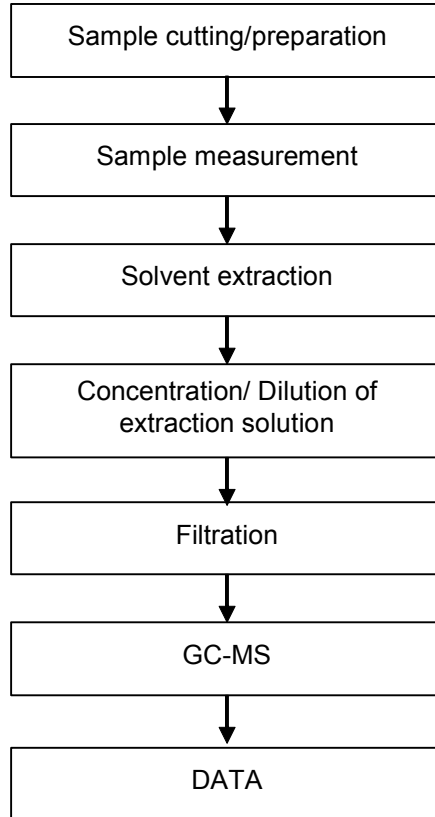 Sample cutting/preparation
Sample measurement
Solvent extraction
Concentration/ Dilution of
extraction solution
Filtration
GC-MS
DATA